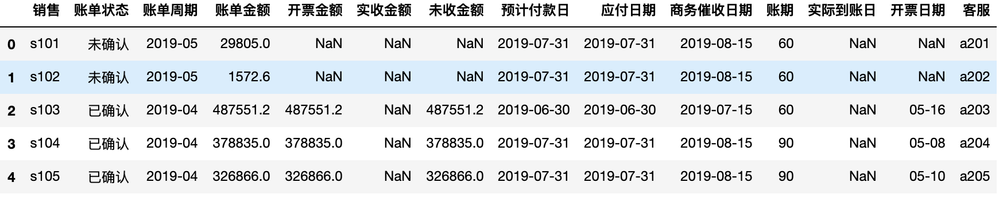 销售 账单状态 账单周期 账单金额 开票金额 实收金额 未收金额 预计付款日 应付日期 商务催收日期 账期 实际到账日 开票日期 客服
0 s101 未确认 2019-05 29805.0 NaN NaN NaN 2019-07-31 2019-07-31 2019-08-15 60 NaN NaN a201
1 s102 未确认 2019-05 1572.6 NaN NaN NaN 2019-07-31 2019-07-31 2019-08-15 60 NaN NaN a202
2 s103 已确认 2019-04 487551.2 487551.2 NaN 487551.2 2019-06-30 2019-06-30 2019-07-15 60 NaN 05-16 a203
3 s104 已确认 2019-04 378835.0 378835.0 NaN 378835.0 2019-07-31 2019-07-31 2019-08-15 90 NaN 05-08 a204
4 s105 已确认 2019-04 326866.0 326866.0 NaN 326866.0 2019-07-31 2019-07-31 2019-08-15 90 NaN 05-10 a205